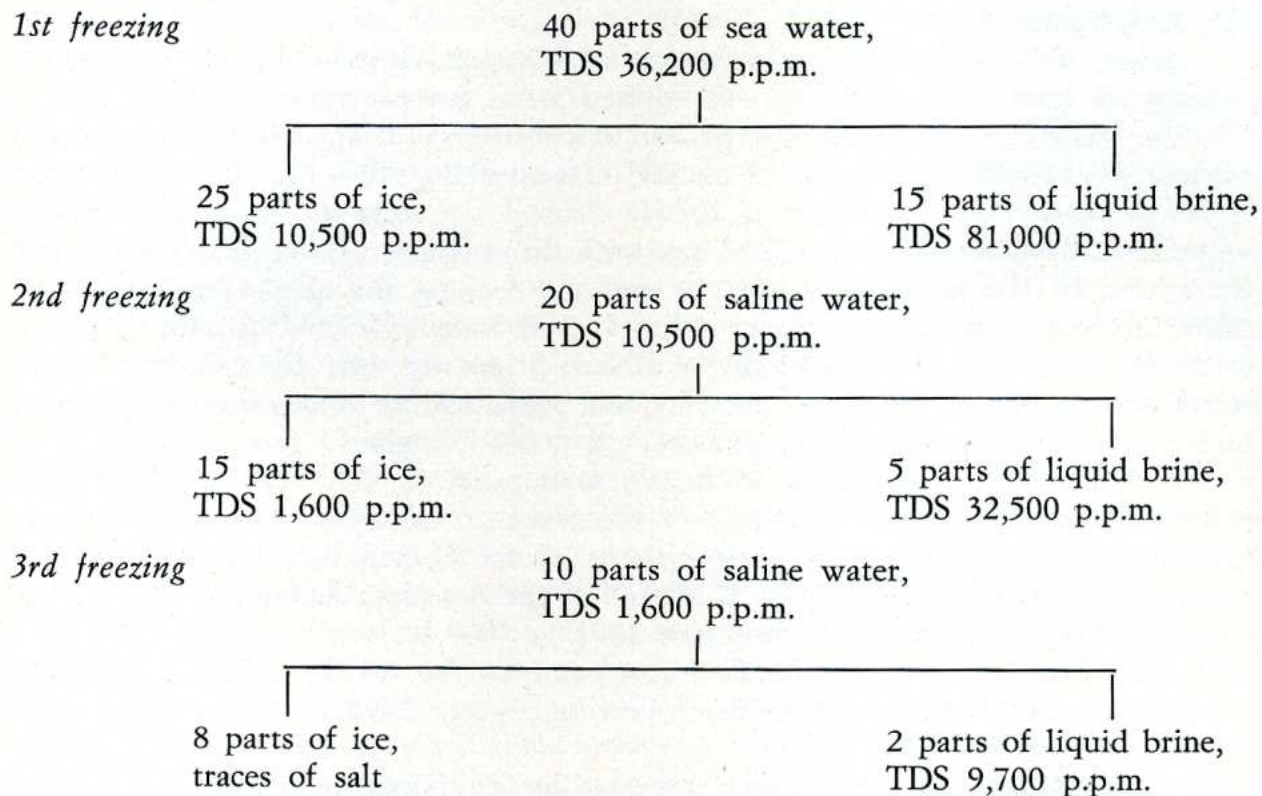 1st freezing
40 parts of sea water,
TDS 36,200 p.p.m.
25 parts of ice,
TDS 10,500 p.p.m.
15 parts of liquid brine,
TDS 81,000 p.p.m.
2nd freezing
20 parts of saline water,
TDS 10,500 p.p.m.
15 parts of ice,
TDS 1,600 p.p.m.
5 parts of liquid brine,
TDS 32,500 p.p.m.
3rd freezing
10 parts of saline water,
TDS 1,600 p.p.m.
8 parts of ice,
traces of salt
2 parts of liquid brine,
TDS 9,700 p.p.m.